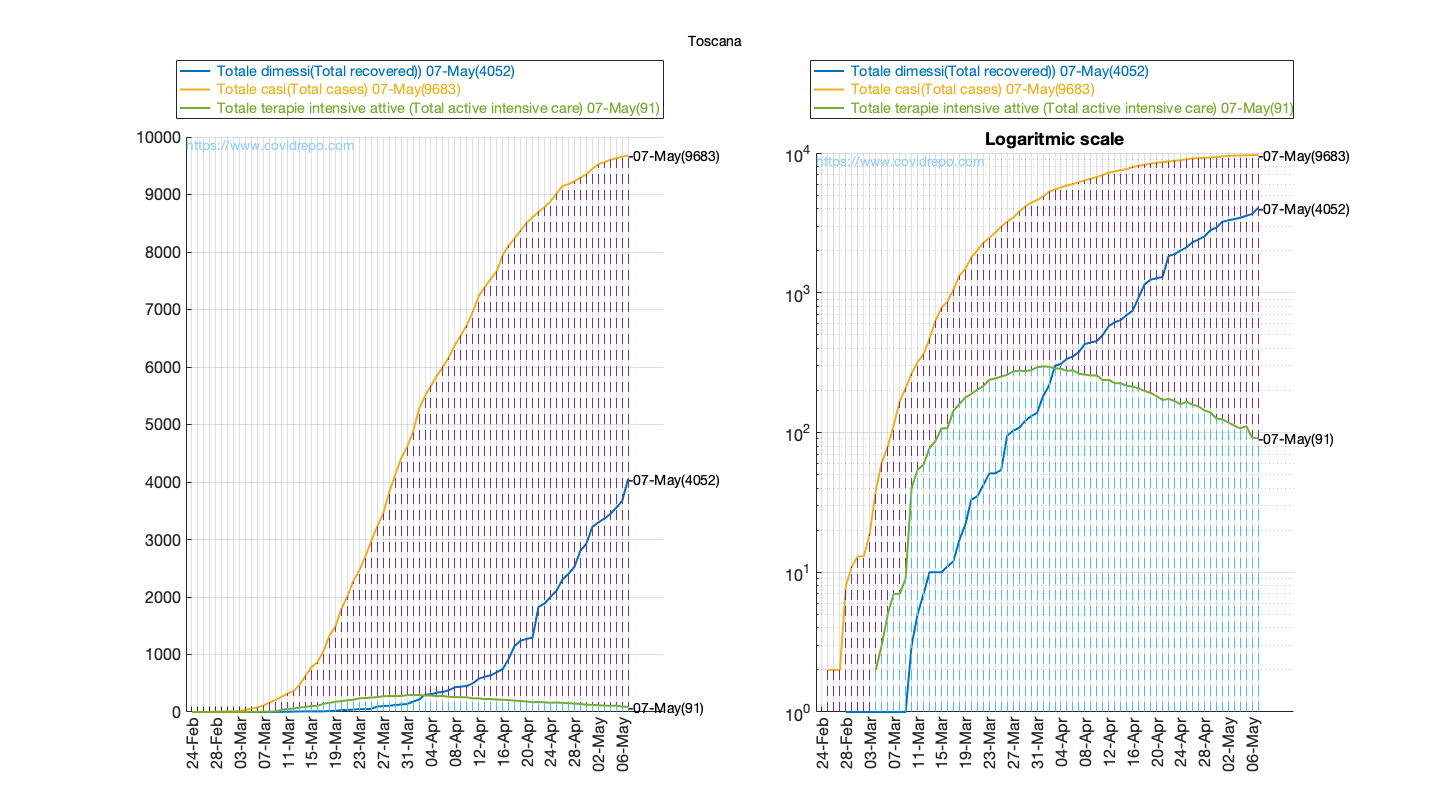 Toscana
Totale dimessi(Total recovered)) 07-May(4052)
Totale casi(Total cases) 07-May(9683)
Totale terapie intensive attive (Total active intensive care) 07-May(91)
https://www.covidrepo.com
10000
9000
8000
7000
6000
5000
4000
3000
2000
1000
0
07-May(9683)
07-May(4052)
07-May(91)
24-Feb
28-Feb
03-Mar
07-Mar
11-Mar
15-Mar
19-Mar
23-Mar
27-Mar
31-Mar
04-Apr
08-Apr
12-Apr
16-Apr
20-Apr
24-Apr
28-Apr
02-May
06-May
Totale dimessi(Total recovered)) 07-May(4052)
Totale casi(Total cases) 07-May(9683)
Totale terapie intensive attive (Total active intensive care) 07-May(91)
Logaritmic scale
https://www.covidrepo.com
10^4
10^3
10^2
10^1
10^0
07-May(9683)
07-May(4052)
07-May(91)
24-Feb
28-Feb
03-Mar
07-Mar
11-Mar
15-Mar
19-Mar
23-Mar
27-Mar
31-Mar
04-Apr
08-Apr
12-Apr
16-Apr
20-Apr
24-Apr
28-Apr
02-May
06-May